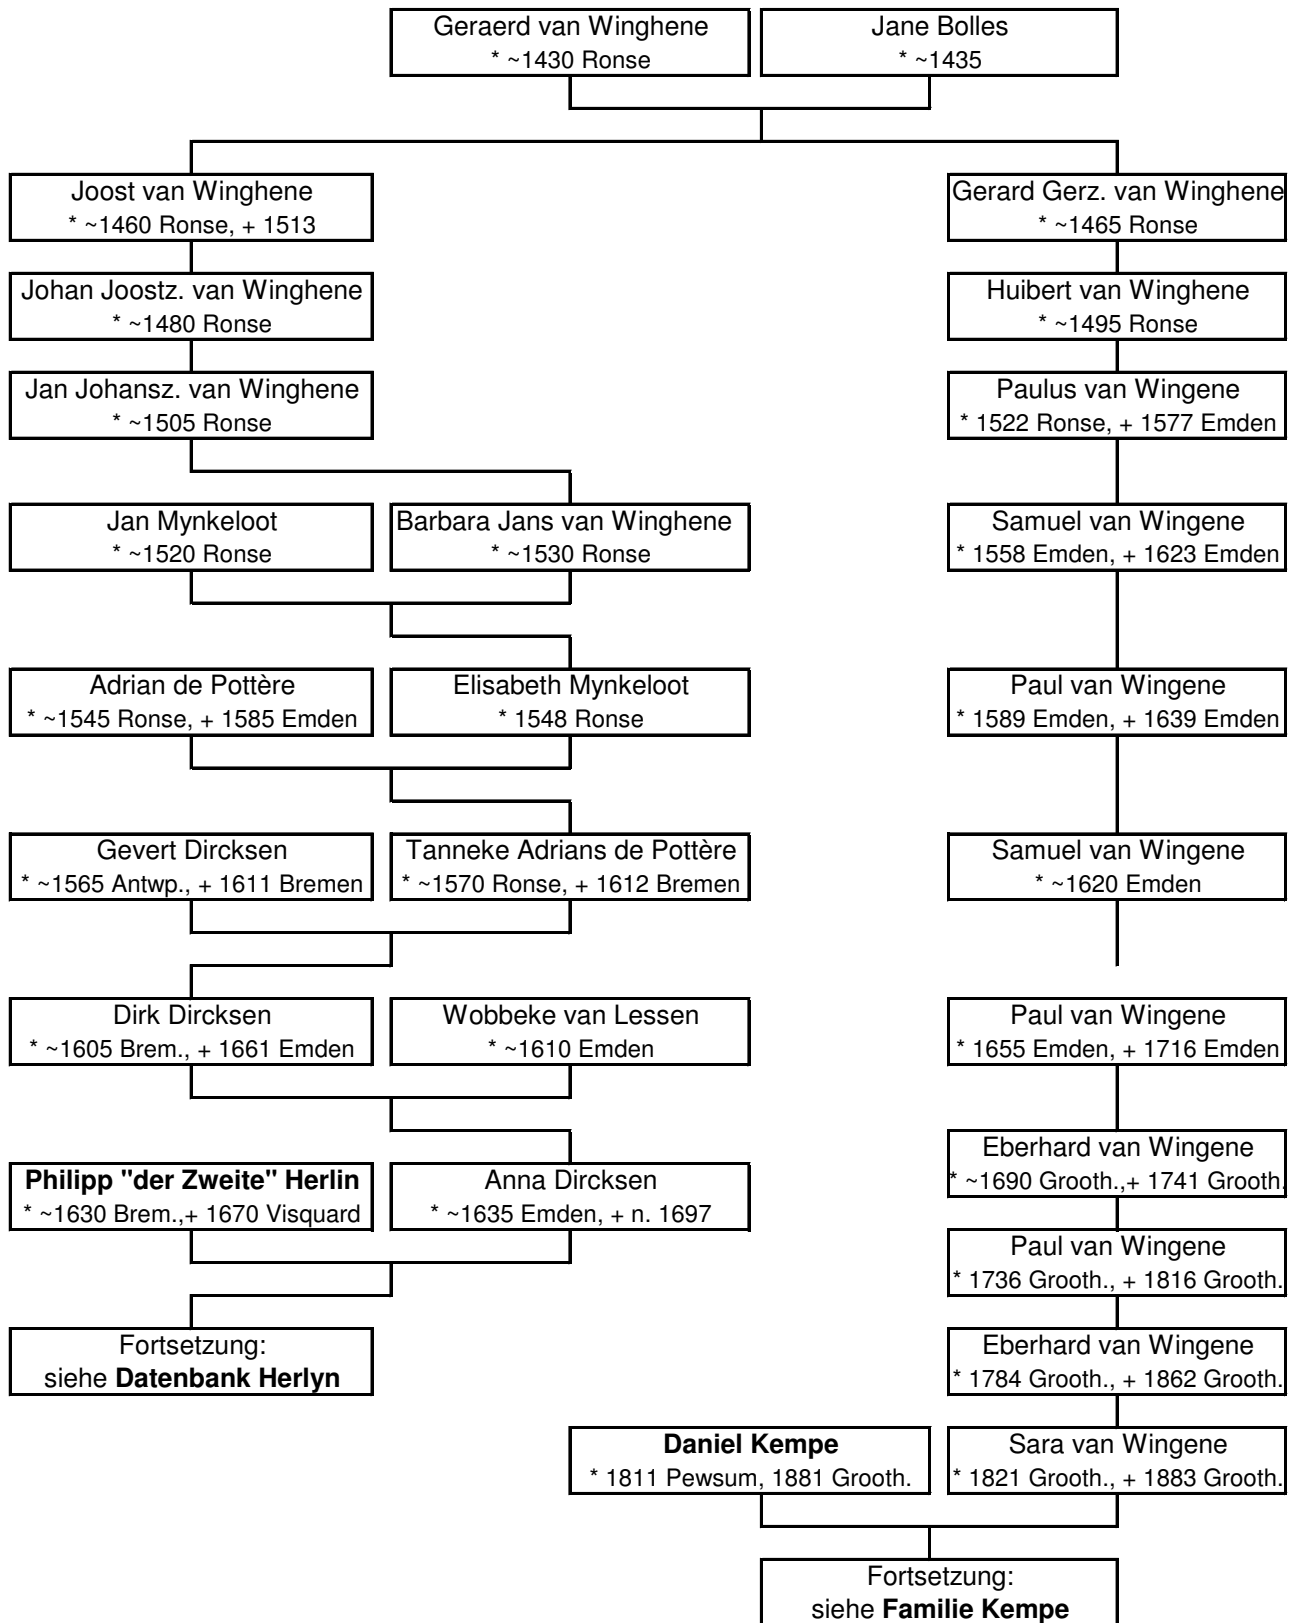 Geraerd van Winghene
* ~1430 Ronse
Jane Bolles
* ~1435
Joost van Winghene
* ~1460 Ronse, + 1513
Gerard Gerz. van Winghene
* ~1465 Ronse
Johan Joostz. van Winghene
* ~1480 Ronse
Huibert van Winghene
* ~1495 Ronse
Jan Johansz. van Winghene
* ~1505 Ronse
Paulus van Wingene
* 1522 Ronse, + 1577 Emden
Jan Mynkeloot
* ~1520 Ronse
Barbara Jans van Winghene
* ~1530 Ronse
Samuel van Wingene
* 1558 Emden, + 1623 Emden
Adrian de Pottère
* ~1545 Ronse, + 1585 Emden
Elisabeth Mynkeloot
* 1548 Ronse
Paul van Wingene
* 1589 Emden, + 1639 Emden
Gevert Dircksen
* ~1565 Antwp., + 1611 Bremen
Tanneke Adrians de Pottère
* ~1570 Ronse, + 1612 Bremen
Samuel van Wingene
* ~1620 Emden
Dirk Dircksen
* ~1605 Brem., + 1661 Emden
Wobbeke van Lessen
* ~1610 Emden
Paul van Wingene
* 1655 Emden, + 1716 Emden
Eberhard van Wingene
* ~1690 Grooth.,+ 1741 Grooth.
Philipp "der Zweite" Herlin
* ~1630 Brem.,+ 1670 Visquard
Anna Dircksen
* ~1635 Emden, + n. 1697
Paul van Wingene
* 1736 Grooth., + 1816 Grooth.
Fortsetzung:
siehe Datenbank Herlyn
Eberhard van Wingene
* 1784 Grooth., + 1862 Grooth.
Daniel Kempe
* 1811 Pewsum, 1881 Grooth.
Sara van Wingene
* 1821 Grooth., + 1883 Grooth.
Fortsetzung:
siehe Familie Kempe